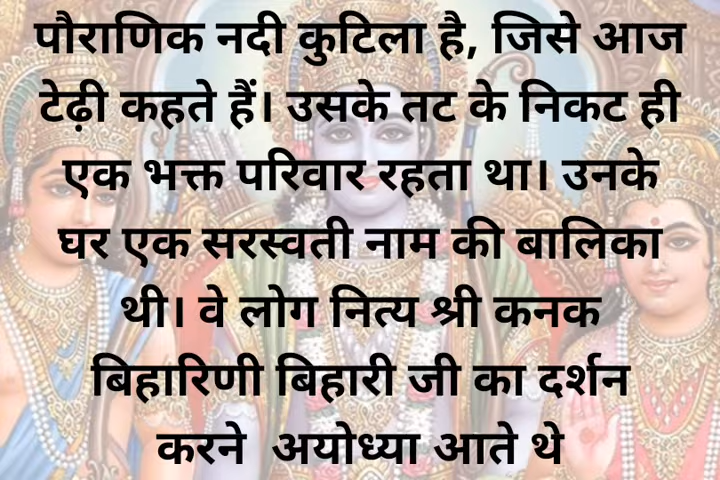 पौराणिक नदी कुटिला है, जिसे आज
टेढ़ी कहते हैं। उसके तट के निकट ही
एक भक्त परिवार रहता था। उनके
घर एक सरस्वती नाम की बालिका
थी। वे लोग नित्य श्री कनक
बिहारिणी बिहारी जी का दर्शन
करने अयोध्या आते थे